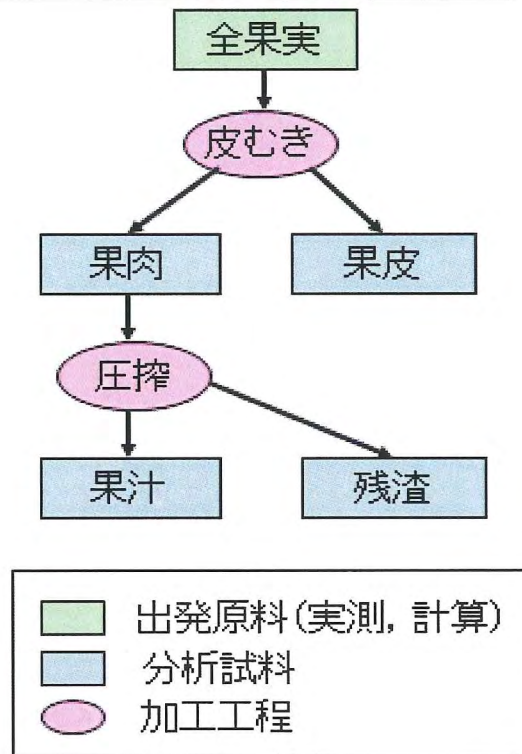 全果実
皮むき
果肉
果皮
圧搾
果汁
残渣
出発原料(実測, 計算)
分析試料
加工工程